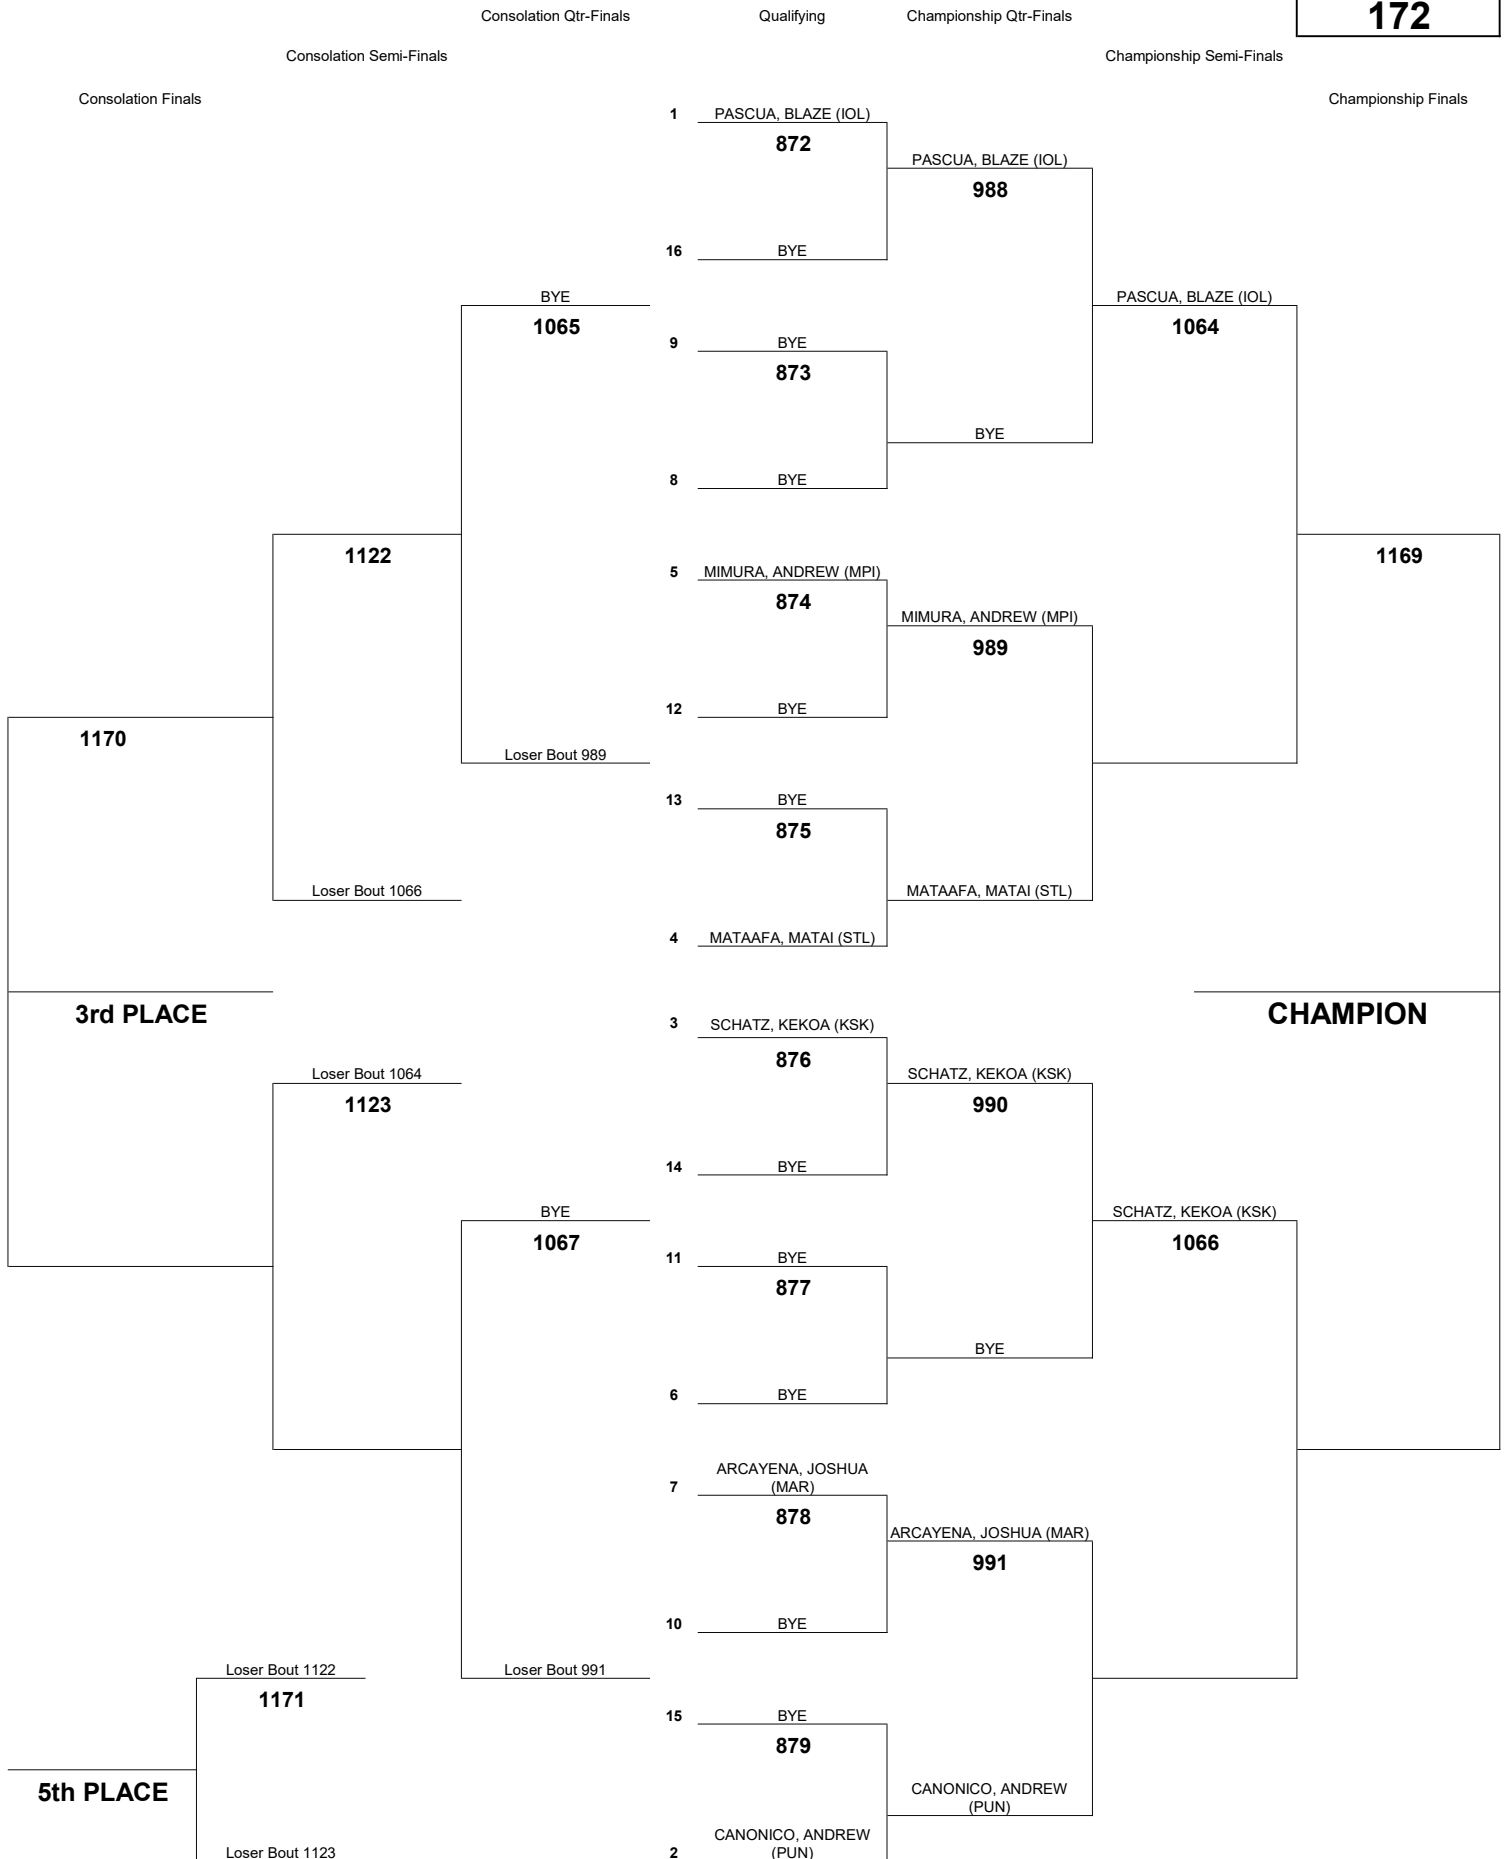 Consolation Qtr-Finals
Qualifying
Championship Qtr-Finals
172
Consolation Semi-Finals
Championship Semi-Finals
Consolation Finals
Championship Finals
1 PASCUA, BLAZE (IOL)
872
PASCUA, BLAZE (IOL)
988
16 BYE
BYE
PASCUA, BLAZE (IOL)
1065
1064
9 BYE
873
BYE
8 BYE
1122
1169
5 MIMURA, ANDREW (MPI)
874
MIMURA, ANDREW (MPI)
989
12 BYE
1170
Loser Bout 989
13 BYE
875
Loser Bout 1066
MATAAFA, MATAI (STL)
4 MATAAFA, MATAI (STL)
3rd PLACE
CHAMPION
3 SCHATZ, KEKOA (KSK)
876
Loser Bout 1064
SCHATZ, KEKOA (KSK)
1123
990
14 BYE
BYE
SCHATZ, KEKOA (KSK)
1067
1066
11 BYE
877
BYE
6 BYE
ARCAYENA, JOSHUA
7 (MAR)
878
ARCAYENA, JOSHUA (MAR)
991
10 BYE
Loser Bout 1122
Loser Bout 991
1171
15 BYE
879
5th PLACE
CANONICO, ANDREW
(PUN)
CANONICO, ANDREW
Loser Bout 1123
2 (PUN)